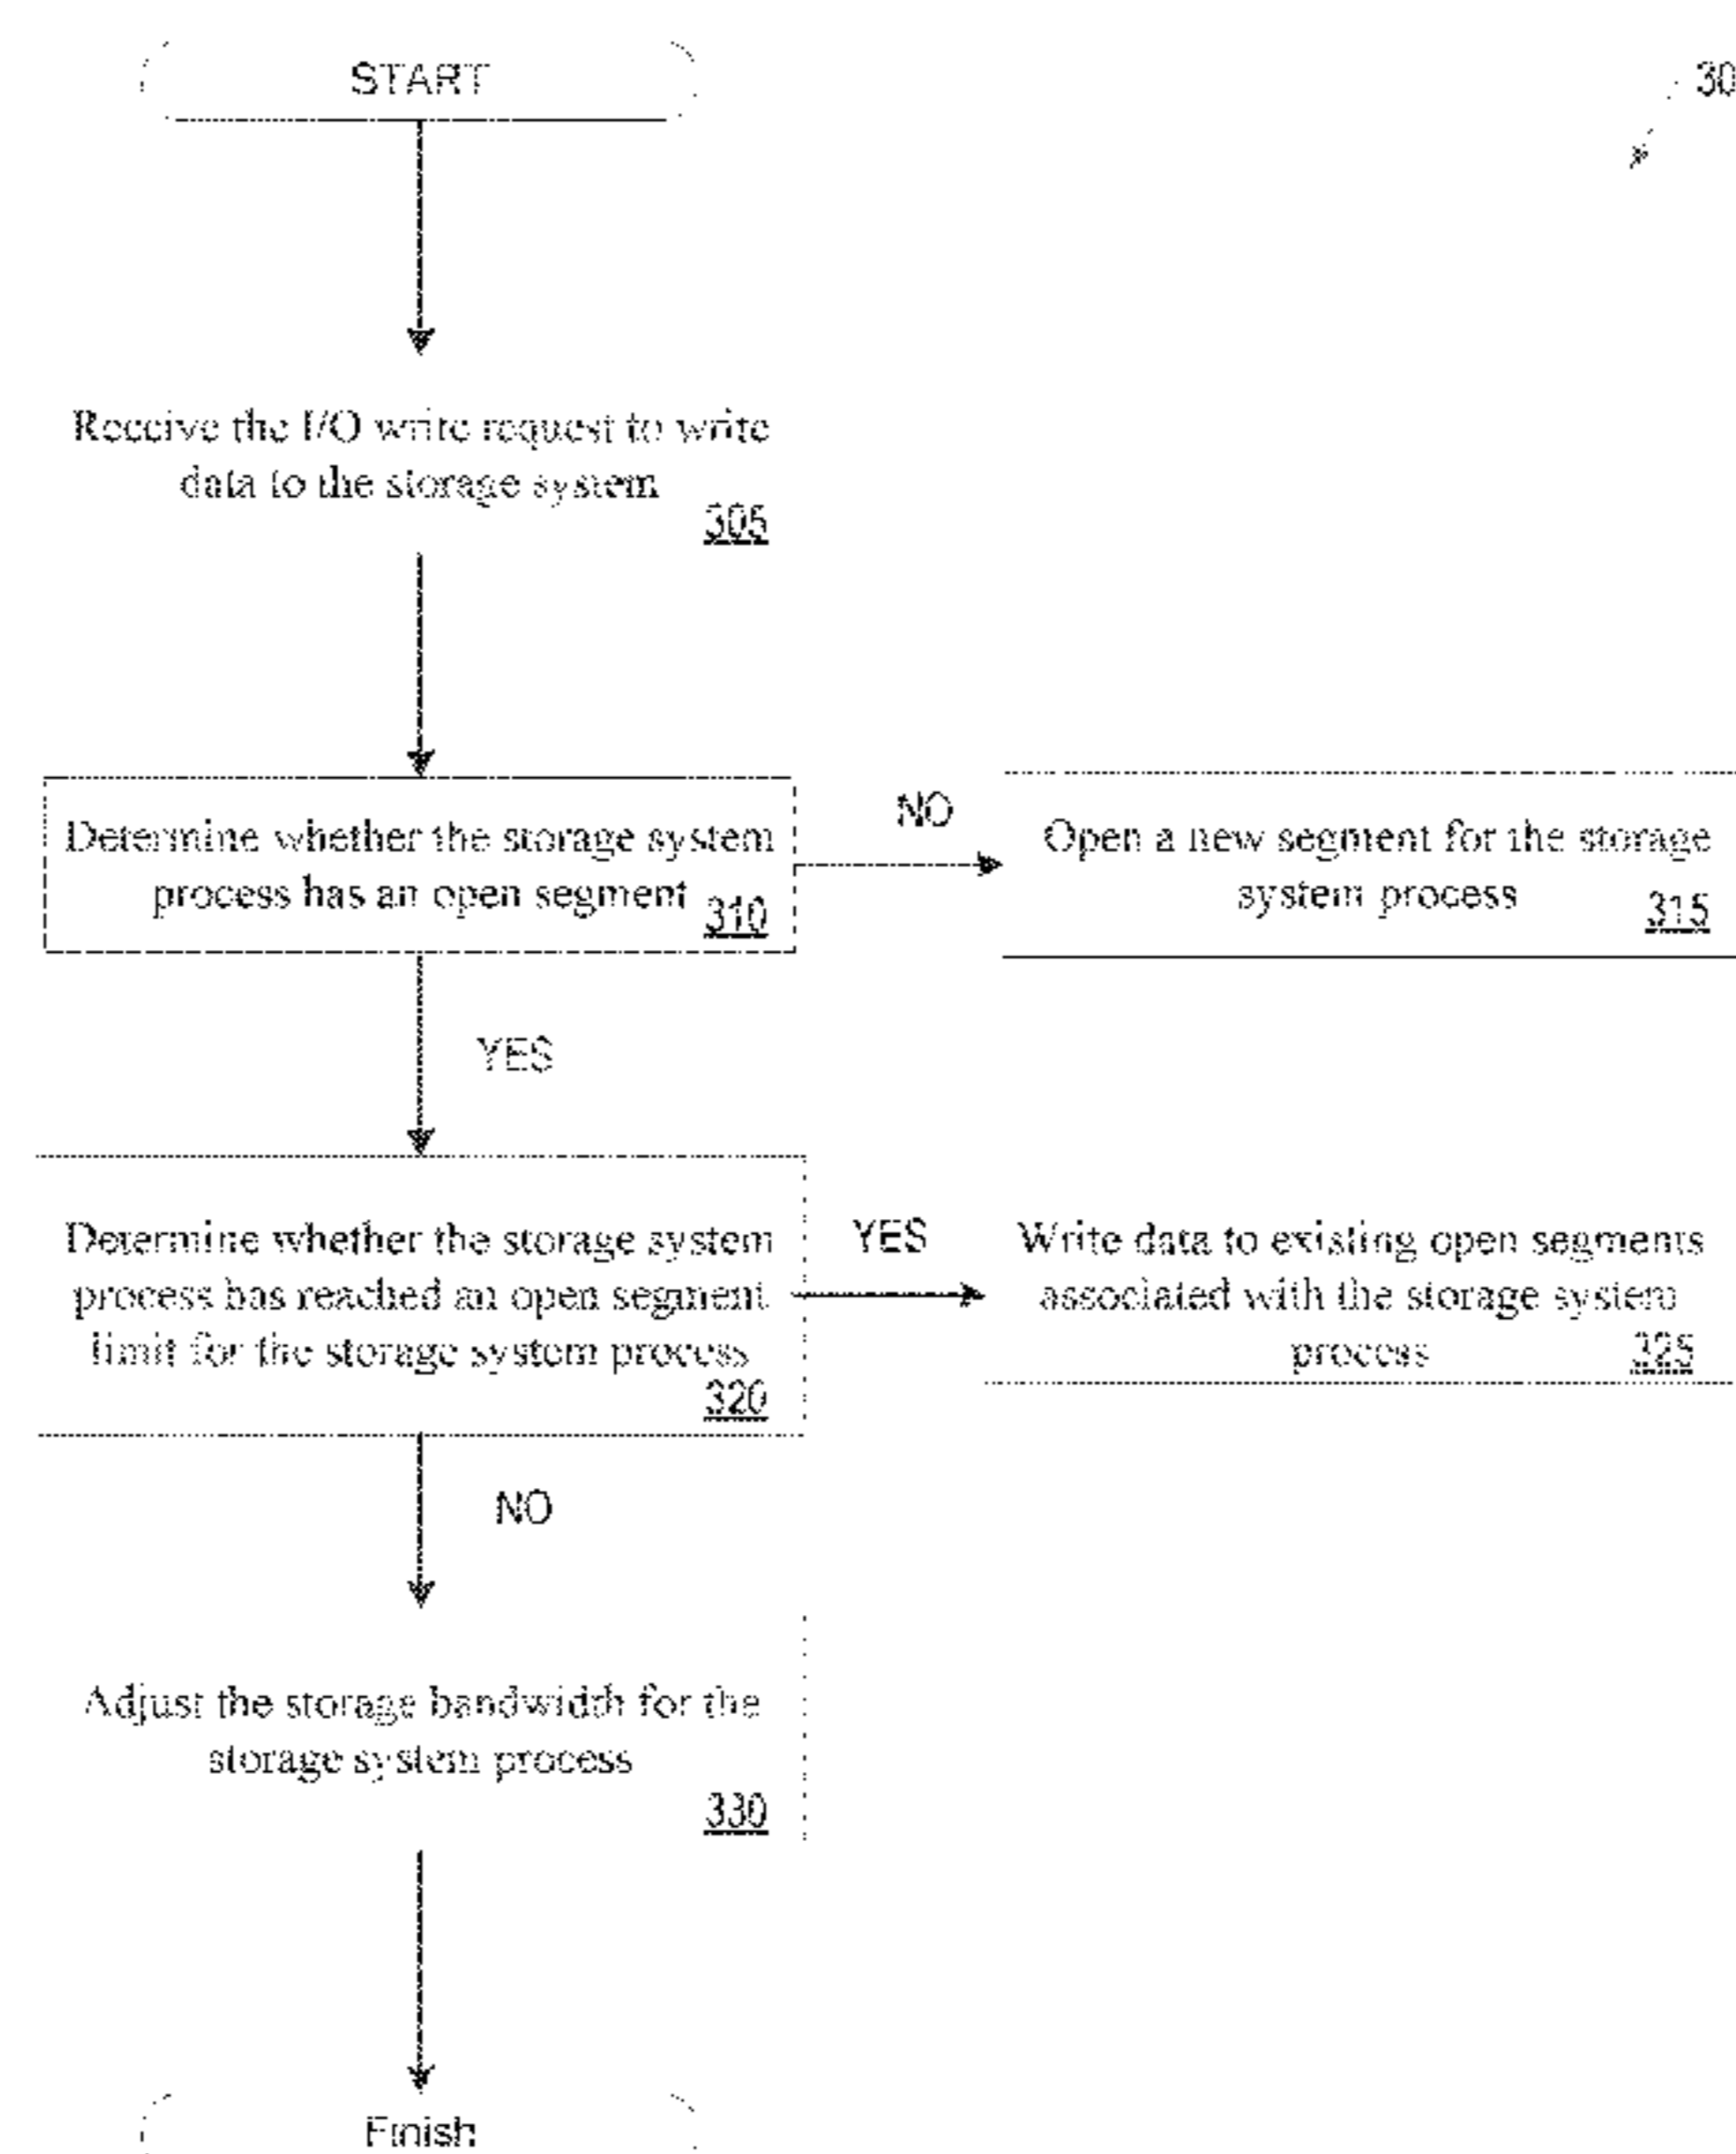 START
30
Receive the I/O write request to write
data to the storage system
305
Determine whether the storage system
process has an open segment
310
NO
Open a new segment for the storage
system process
315
YES
Determine whether the storage system
process has reached an open segment
limit for the storage system process
320
YES
Write data to existing open segments
associated with the storage system
process
325
NO
Adjust the storage bandwidth for the
storage system process
330
Finish